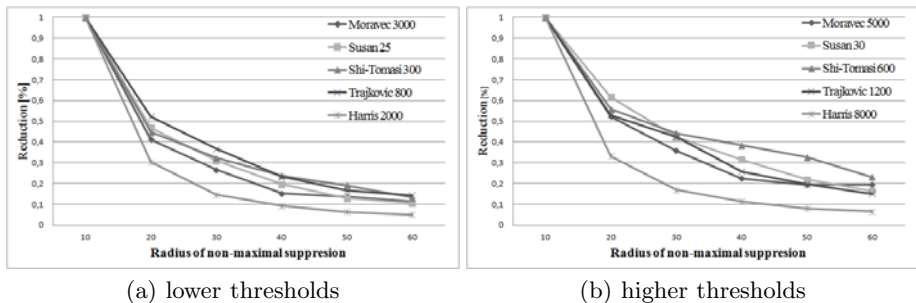 Reduction [%]
1
0,9
0,8
0,7
0,6
0,5
0,4
0,3
0,2
0,1
0
10 20 30 40 50 60
Radius of non-maximal suppresion
Moravec 3000
Susan 25
Shi-Tomasi 300
Trajkovic 800
Harris 2000
(a) lower thresholds
Reduction [%]
1
0,9
0,8
0,7
0,6
0,5
0,4
0,3
0,2
0,1
0
10 20 30 40 50 60
Radius of non-maximal suppresion
Moravec 5000
Susan 30
Shi-Tomasi 600
Trajkovic 1200
Harris 8000
(b) higher thresholds